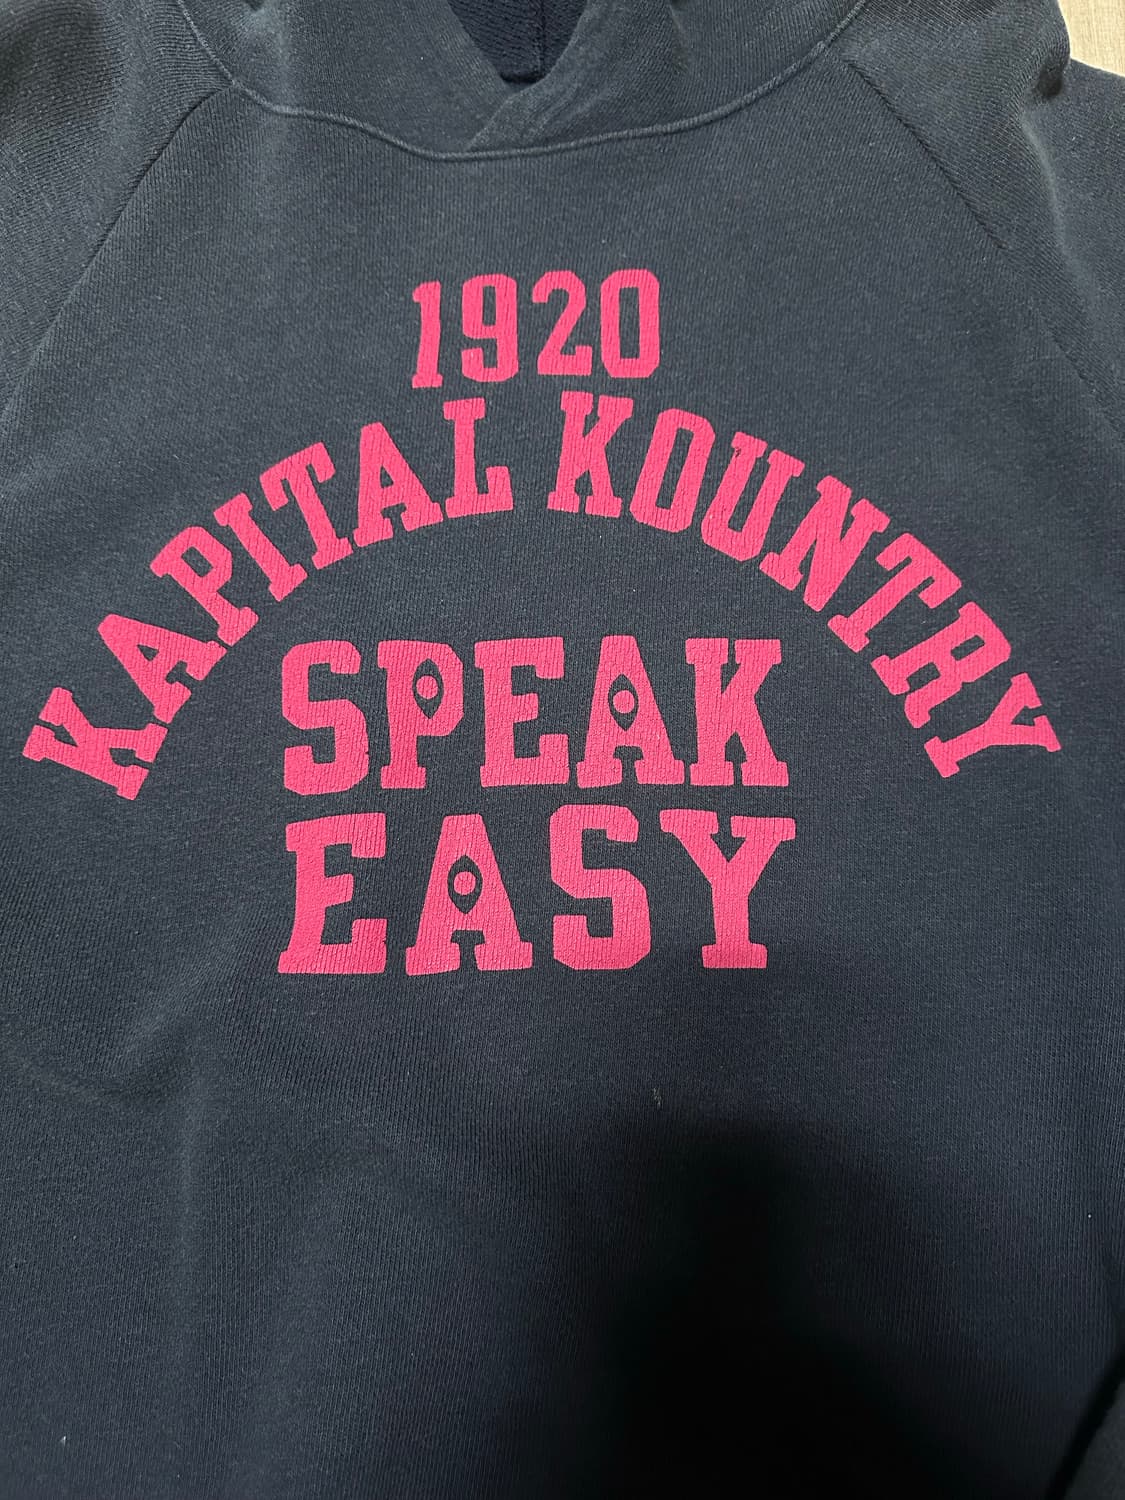 1920
KAPITAL KOUNTRY
SPEAK
EASY